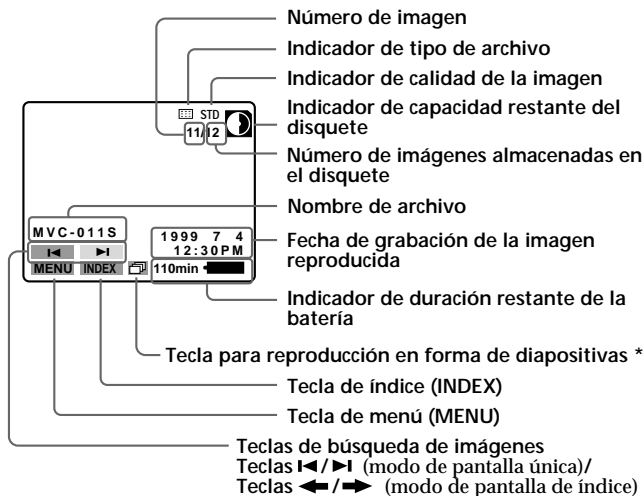 Número de imagen
Indicador de tipo de archivo
Indicador de calidad de la imagen
Indicador de capacidad restante del
disquete
Número de imágenes almacenadas en
el disquete
Nombre de archivo
Fecha de grabación de la imagen
reproducida
Indicador de duración restante de la
batería
Tecla para reproducción en forma de diapositivas *
Tecla de índice (INDEX)
Tecla de menú (MENU)
Teclas de búsqueda de imágenes
Teclas I◄/►I (modo de pantalla única)/
Teclas ←/→ (modo de pantalla de índice)
STD
11/12
MVC-011S
I◄ ►I
1999 7 4
12:30PM
MENU INDEX 110min